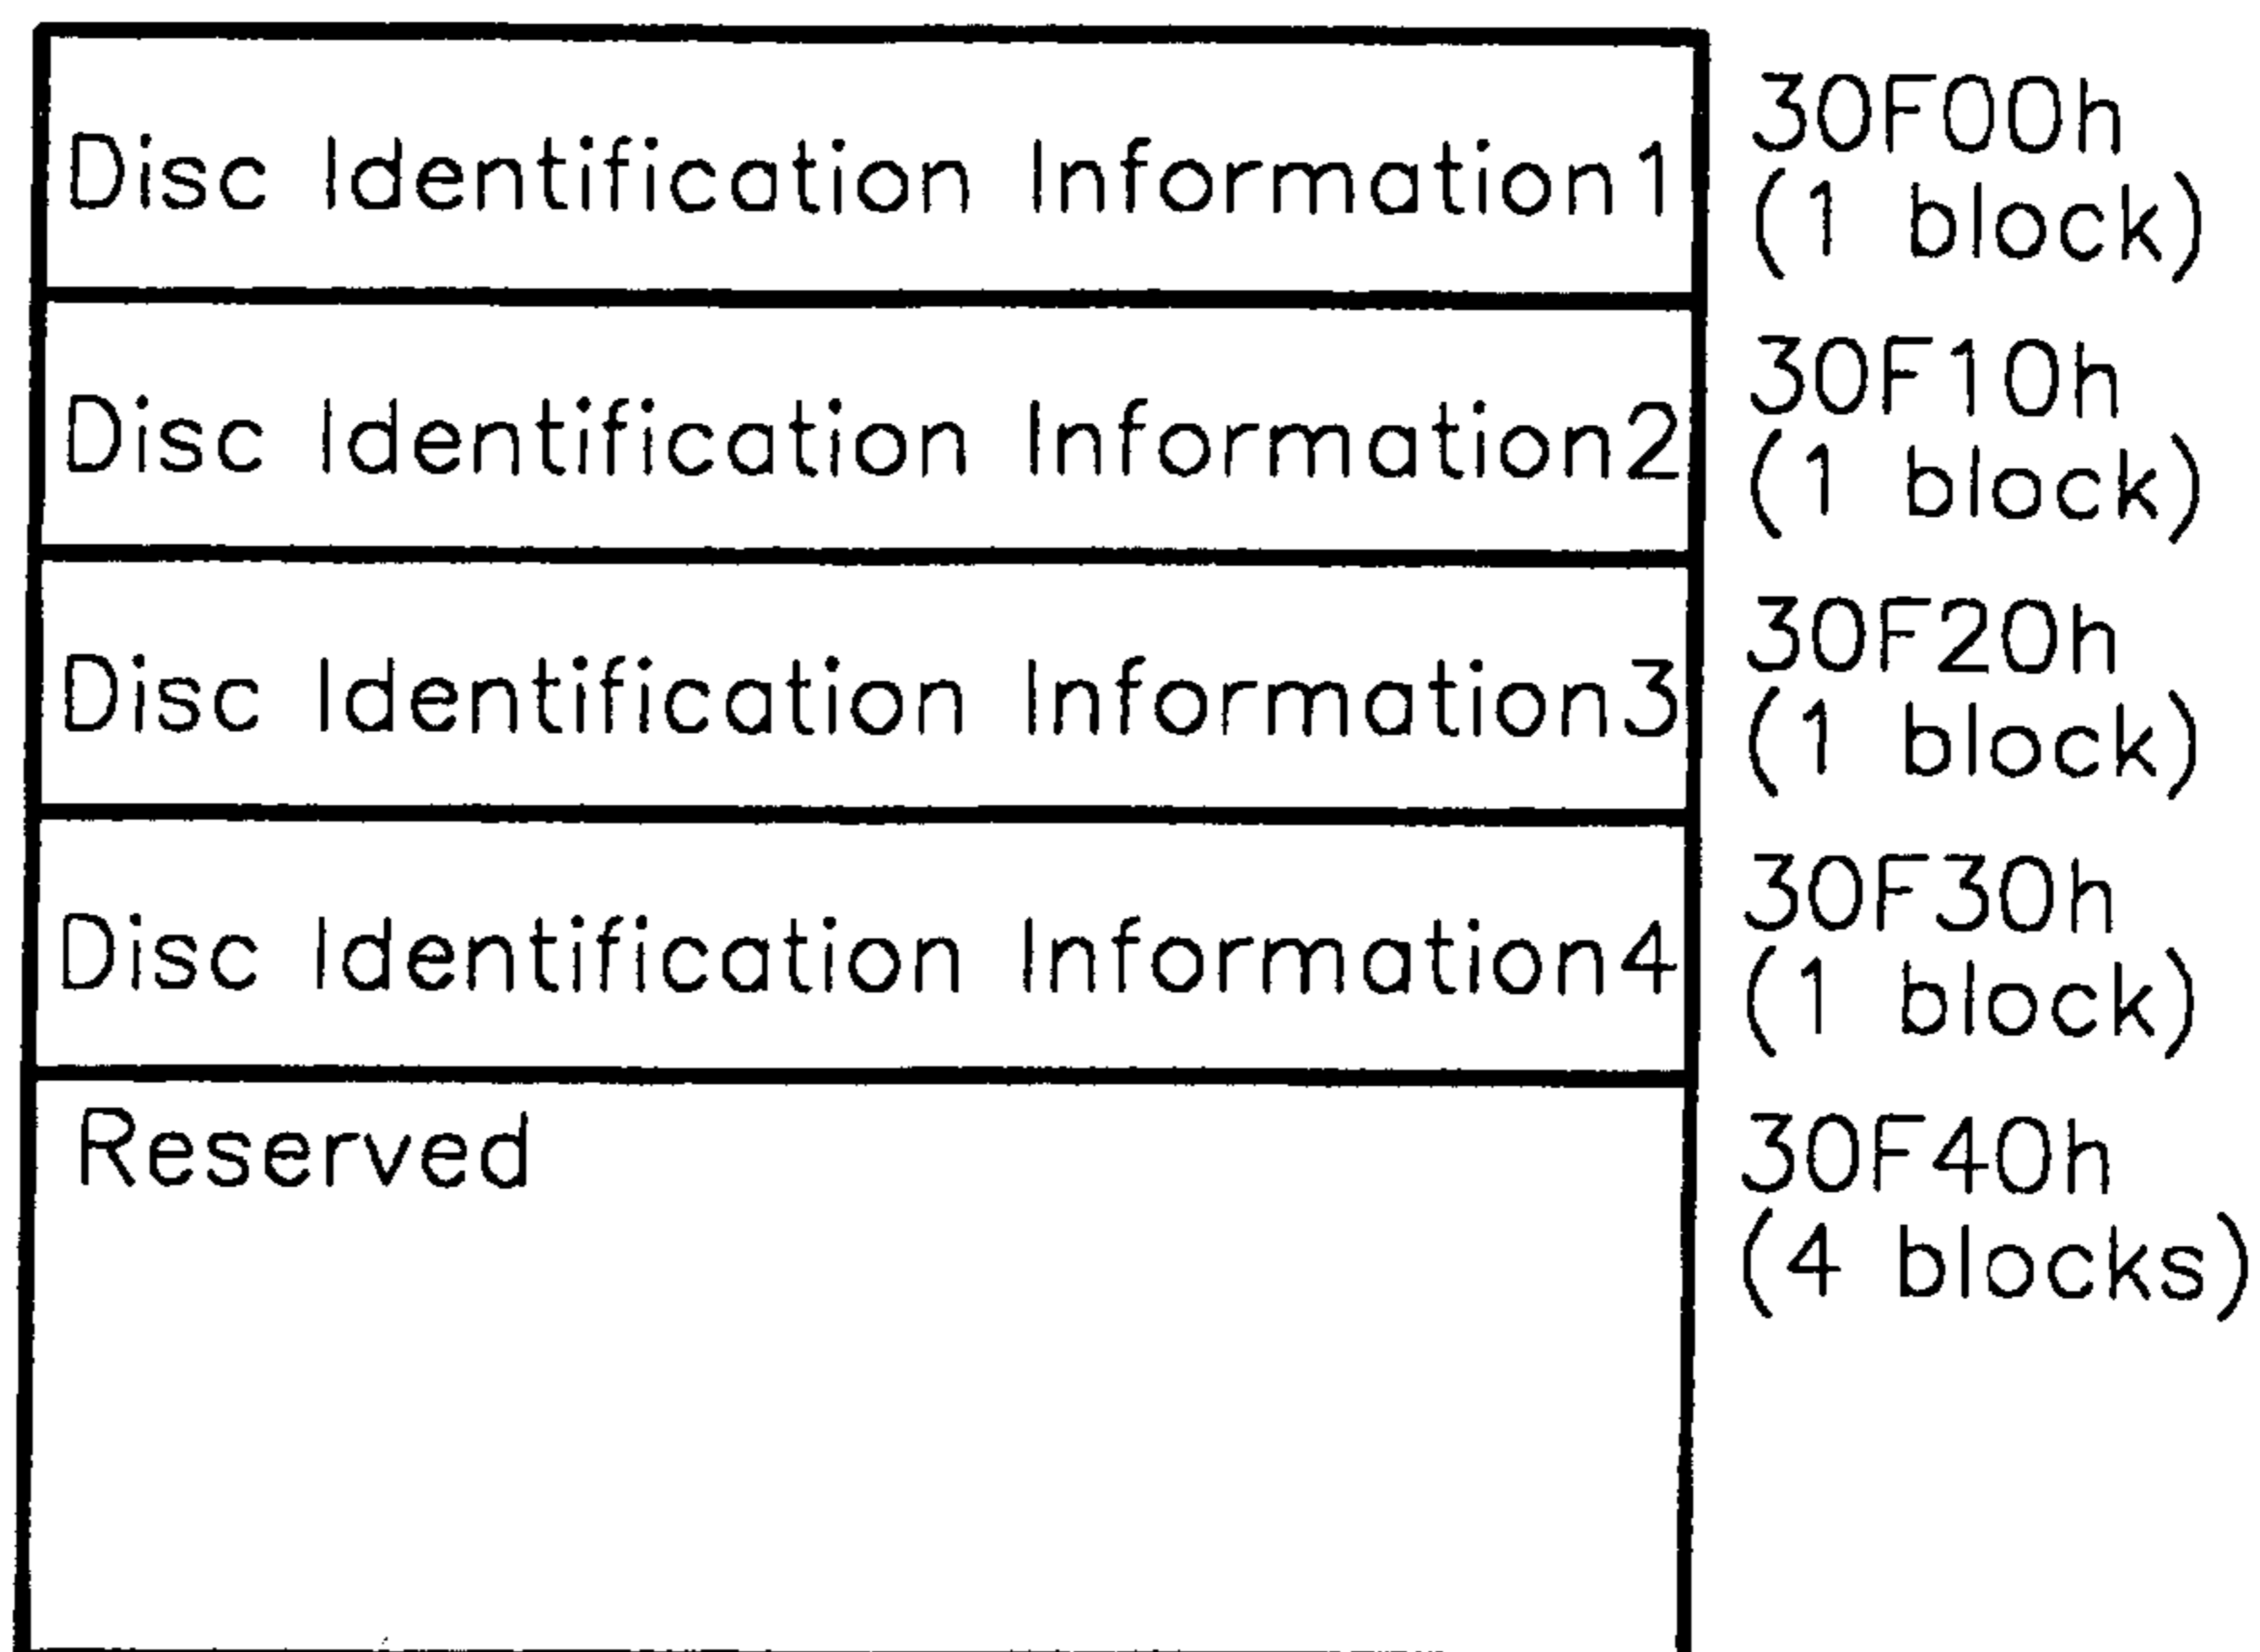 Disc Identification Information1
30F00h
(1 block)
Disc Identification Information2
30F10h
(1 block)
Disc Identification Information3
30F20h
(1 block)
Disc Identification Information4
30F30h
(1 block)
Reserved
30F40h
(4 blocks)